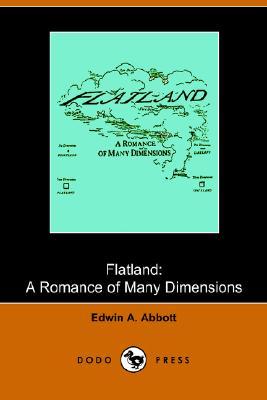 FLATLAND
A ROMANCE
OF MANY DIMENSIONS
Flatland:
A Romance of Many Dimensions
Edwin A. Abbott
DODO PRESS